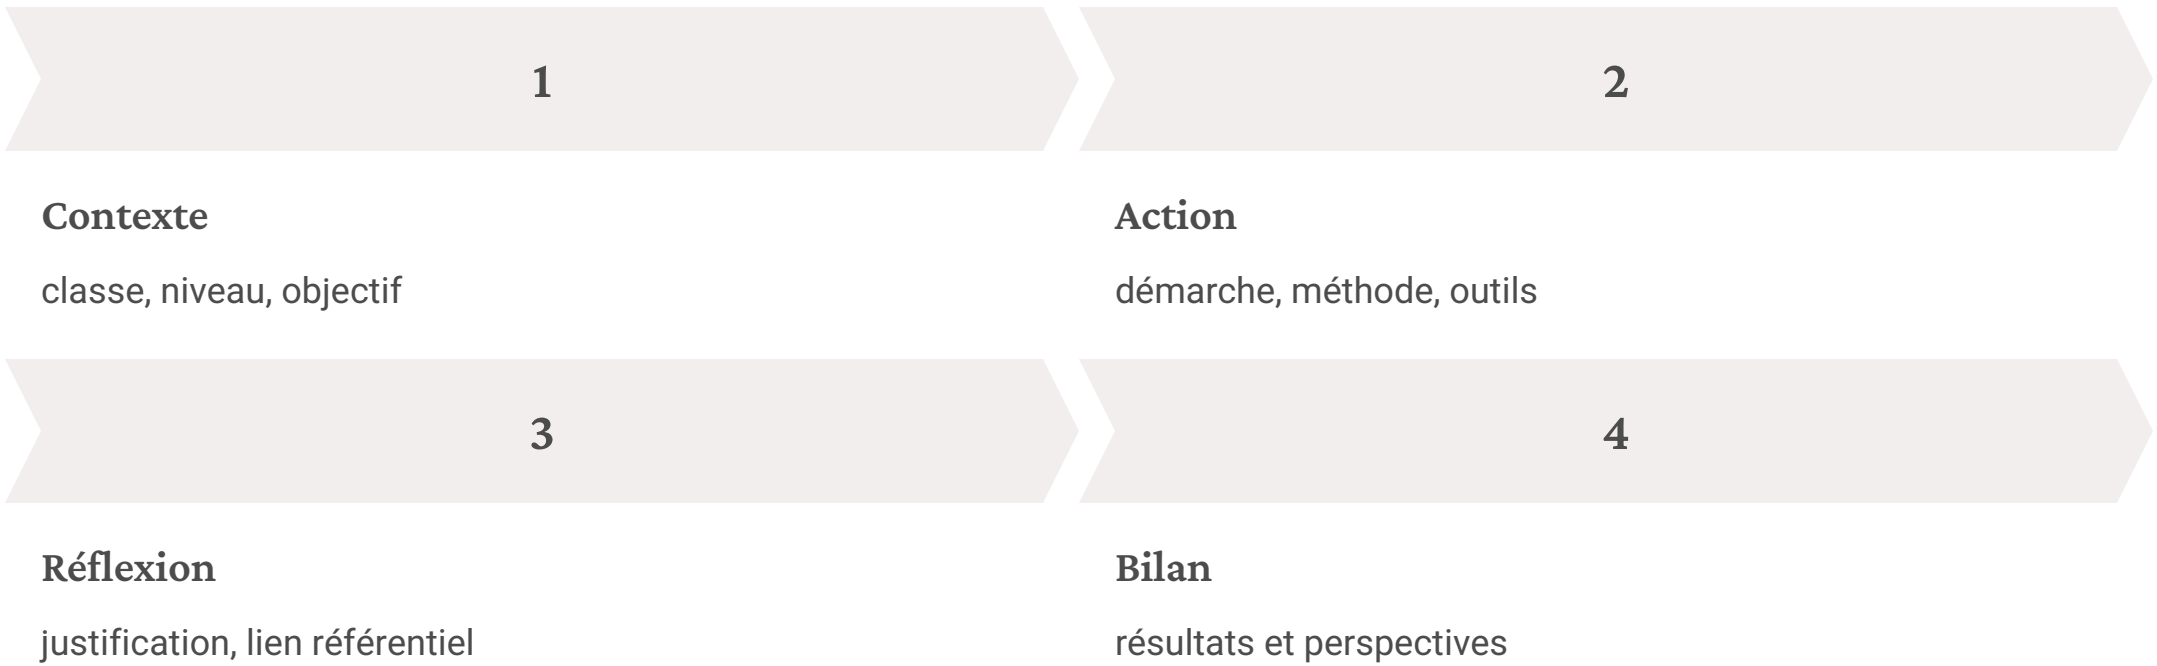 1
2
Contexte
classe, niveau, objectif
Action
démarche, méthode, outils
3
4
Réflexion
justification, lien référentiel
Bilan
résultats et perspectives